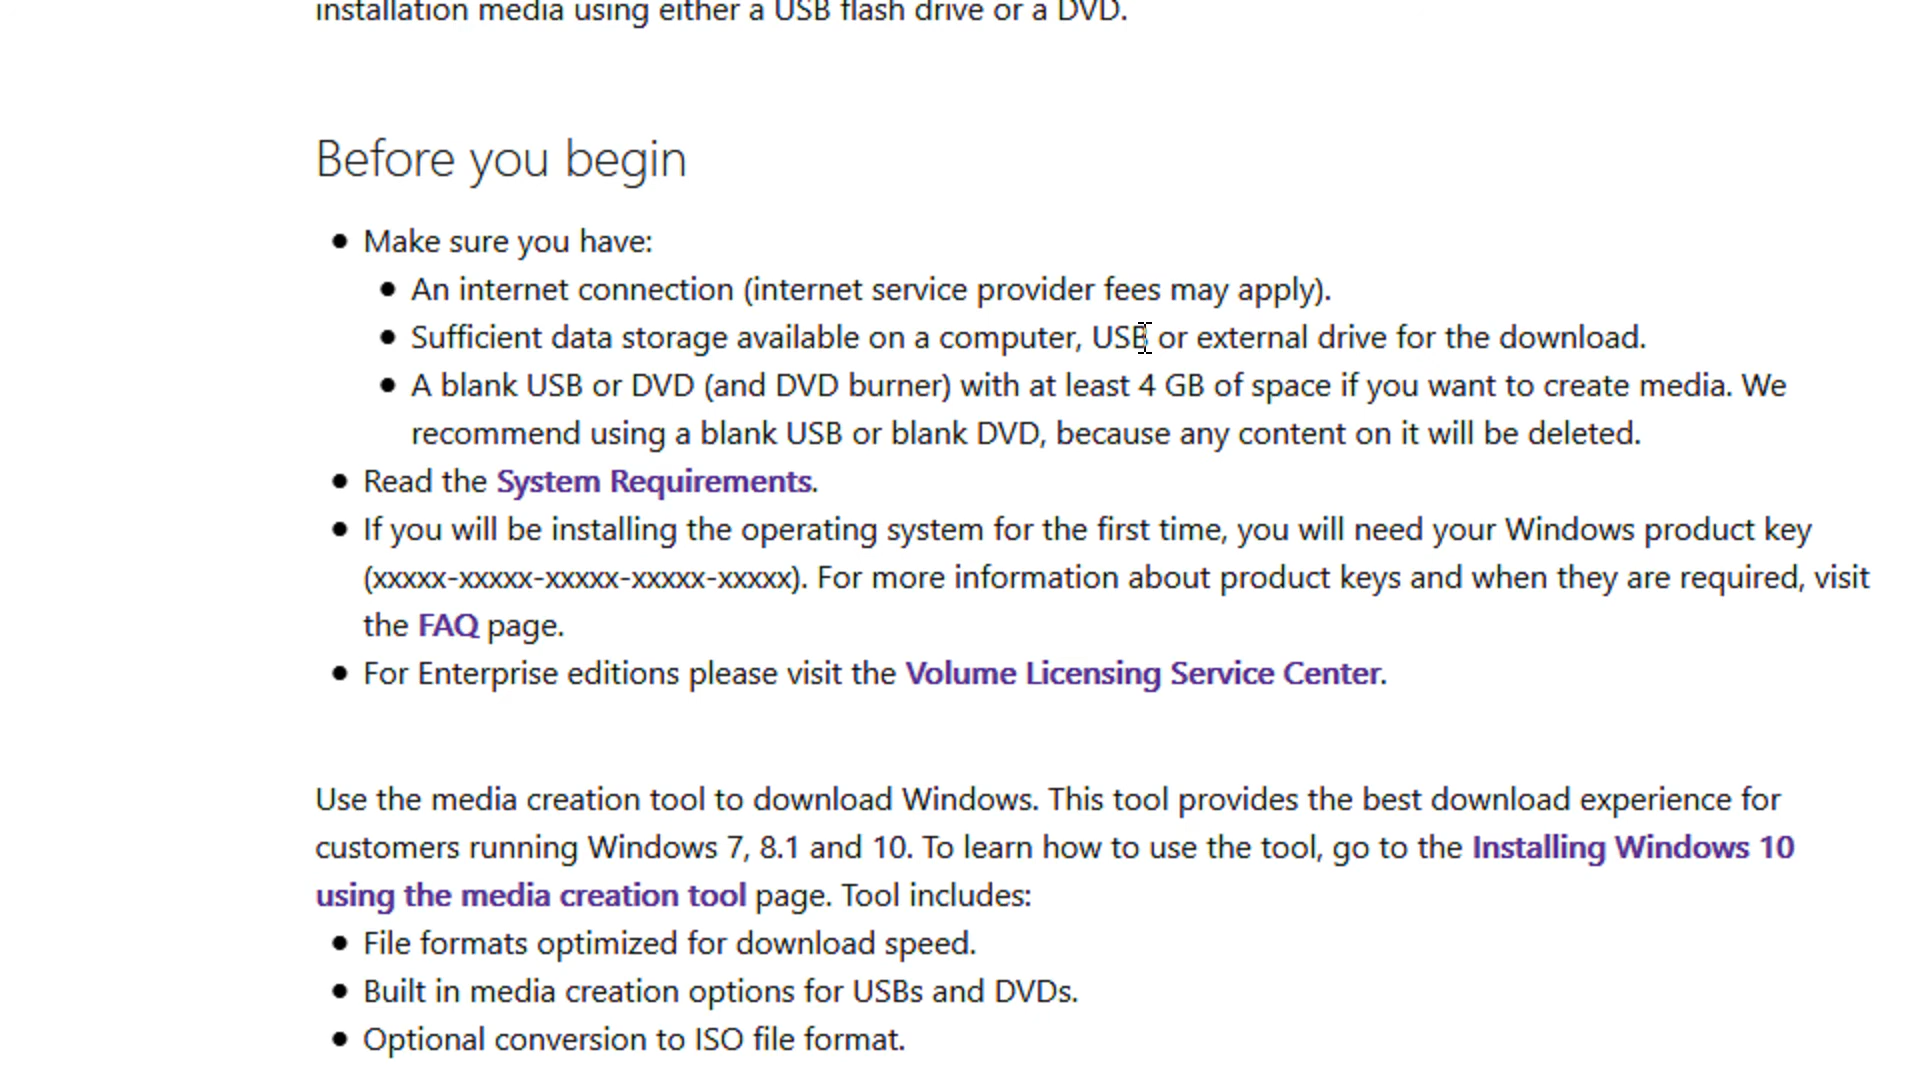 installation media using either a USB flash drive or a DVD.
Before you begin
Make sure you have:
An internet connection (internet service provider fees may apply).
Sufficient data storage available on a computer, USB or external drive for the download.
A blank USB or DVD (and DVD burner) with at least 4 GB of space if you want to create media. We
recommend using a blank USB or blank DVD, because any content on it will be deleted.
Read the System Requirements.
If you will be installing the operating system for the first time, you will need your Windows product key
(xxxxx-xxxxx-xxxxx-xxxxx-xxxxx). For more information about product keys and when they are required, visit
the FAQ page.
For Enterprise editions please visit the Volume Licensing Service Center.
Use the media creation tool to download Windows. This tool provides the best download experience for
customers running Windows 7, 8.1 and 10. To learn how to use the tool, go to the Installing Windows 10
using the media creation tool page. Tool includes:
File formats optimized for download speed.
Built in media creation options for USBs and DVDs.
Optional conversion to ISO file format.